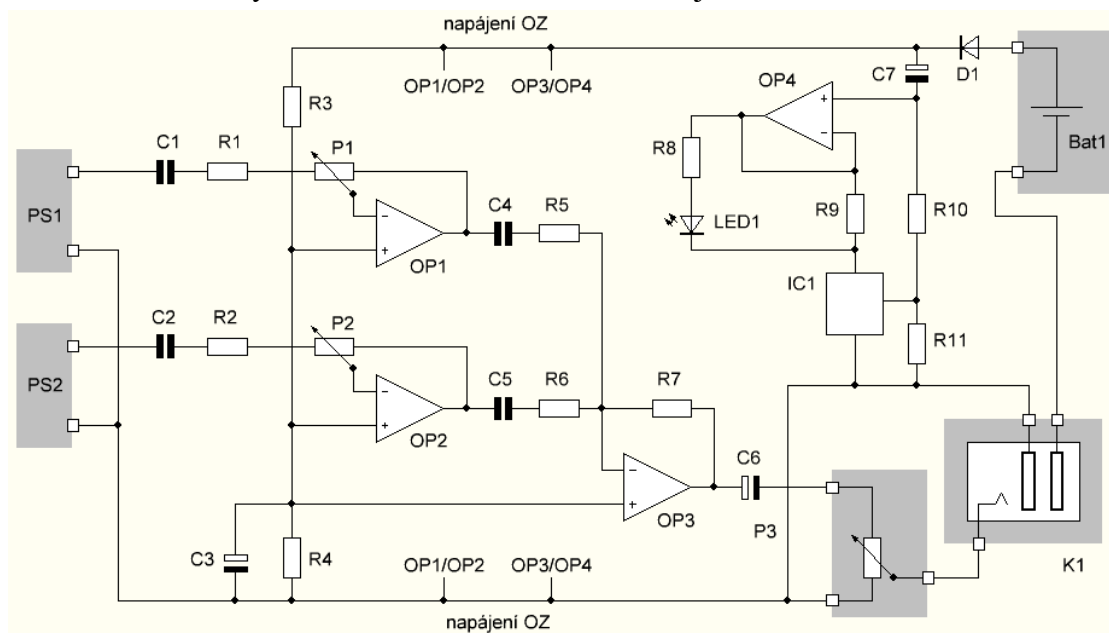 napájení OZ
OP1/OP2 OP3/OP4
C7
D1
OP4
+
−
Bat1
R3
C1 R1 P1
R8
C4 R5
R9 R10
PS1
−
+
OP1
LED1
IC1
C2 R2 P2
R11
PS2
−
+
OP2
C5 R6 R7
−
+
OP3
C6
P3
C3
R4
OP1/OP2 OP3/OP4
K1
napájení OZ